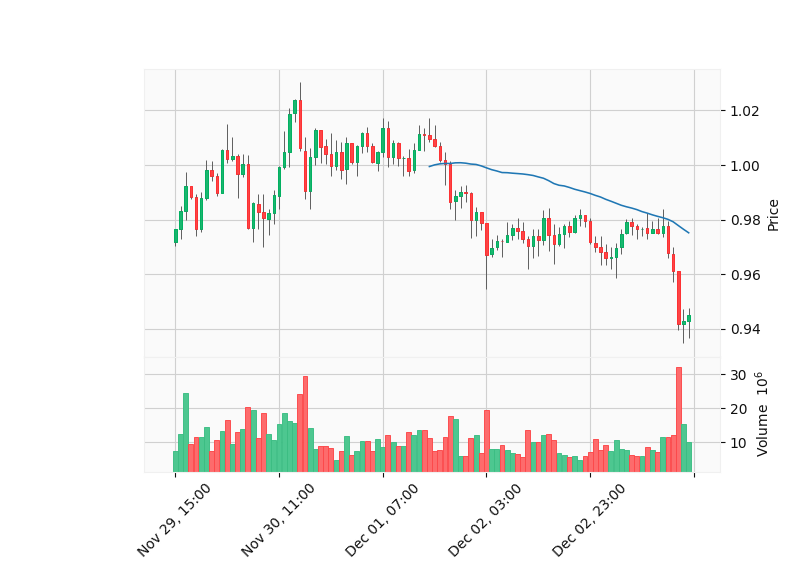 1.02
1.00
0.98
0.96
0.94
Price
30
20
10
Volume 10^6
Nov 29, 15:00
Nov 30, 11:00
Dec 01, 07:00
Dec 02, 03:00
Dec 02, 23:00